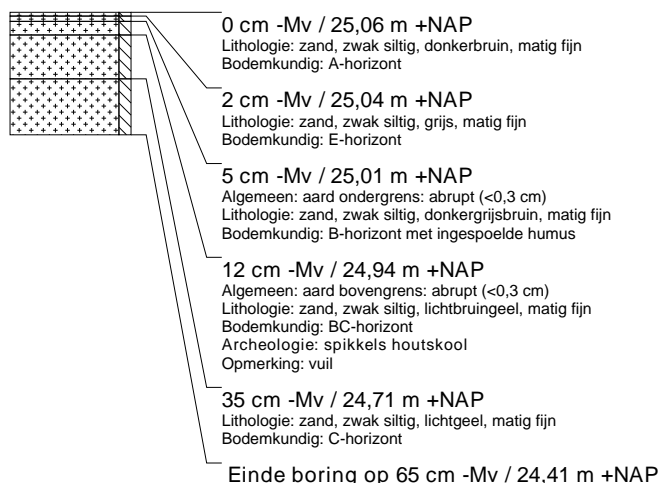 0 cm -Mv / 25,06 m +NAP
Lithologie: zand, zwak siltig, donkerbruin, matig fijn
Bodemkundig: A-horizont
2 cm -Mv / 25,04 m +NAP
Lithologie: zand, zwak siltig, grijs, matig fijn
Bodemkundig: E-horizont
5 cm -Mv / 25,01 m +NAP
Algemeen: aard ondergrens: abrupt (<0,3 cm)
Lithologie: zand, zwak siltig, donkergrijsbruin, matig fijn
Bodemkundig: B-horizont met ingespoelde humus
12 cm -Mv / 24,94 m +NAP
Algemeen: aard bovengrens: abrupt (<0,3 cm)
Lithologie: zand, zwak siltig, lichtbruingeel, matig fijn
Bodemkundig: BC-horizont
Archeologie: spikkels houtskool
Opmerking: vuil
35 cm -Mv / 24,71 m +NAP
Lithologie: zand, zwak siltig, lichtgeel, matig fijn
Bodemkundig: C-horizont
Einde boring op 65 cm -Mv / 24,41 m +NAP